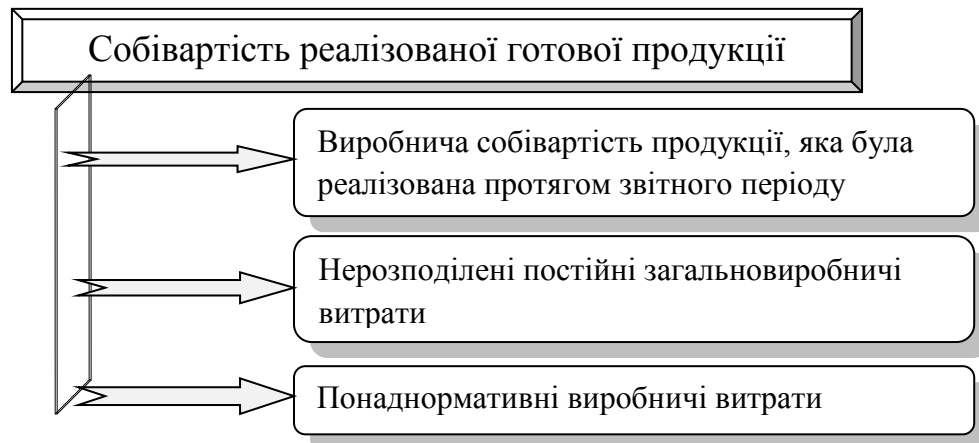 Собівартість реалізованої готової продукції
Виробнича собівартість продукції, яка була
реалізована протягом звітного періоду
Нерозподілені постійні загальновиробничі
витрати
Понаднормативні виробничі витрати